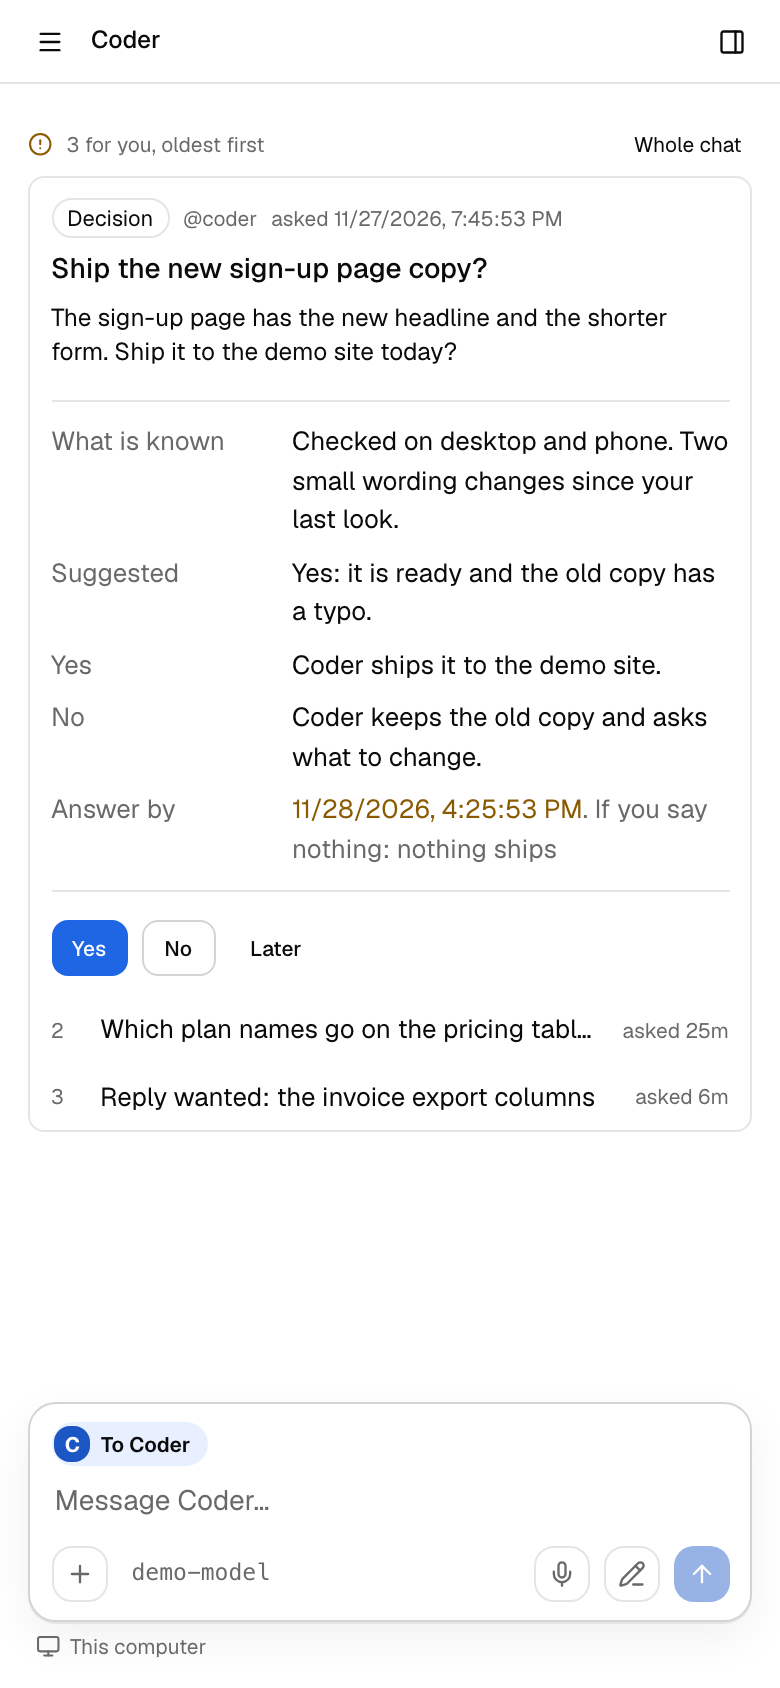 Coder
3 for you, oldest first
Whole chat
Decision @coder asked 11/27/2026, 7:45:53 PM
Ship the new sign-up page copy?
The sign-up page has the new headline and the shorter
form. Ship it to the demo site today?
What is known
Checked on desktop and phone. Two
small wording changes since your
last look.
Suggested
Yes: it is ready and the old copy has
a typo.
Yes
Coder ships it to the demo site.
No
Coder keeps the old copy and asks
what to change.
Answer by
11/28/2026, 4:25:53 PM. If you say
nothing: nothing ships
Yes
No
Later
2 Which plan names go on the pricing tabl... asked 25m
3 Reply wanted: the invoice export columns asked 6m
C To Coder
Message Coder...
demo-model
This computer